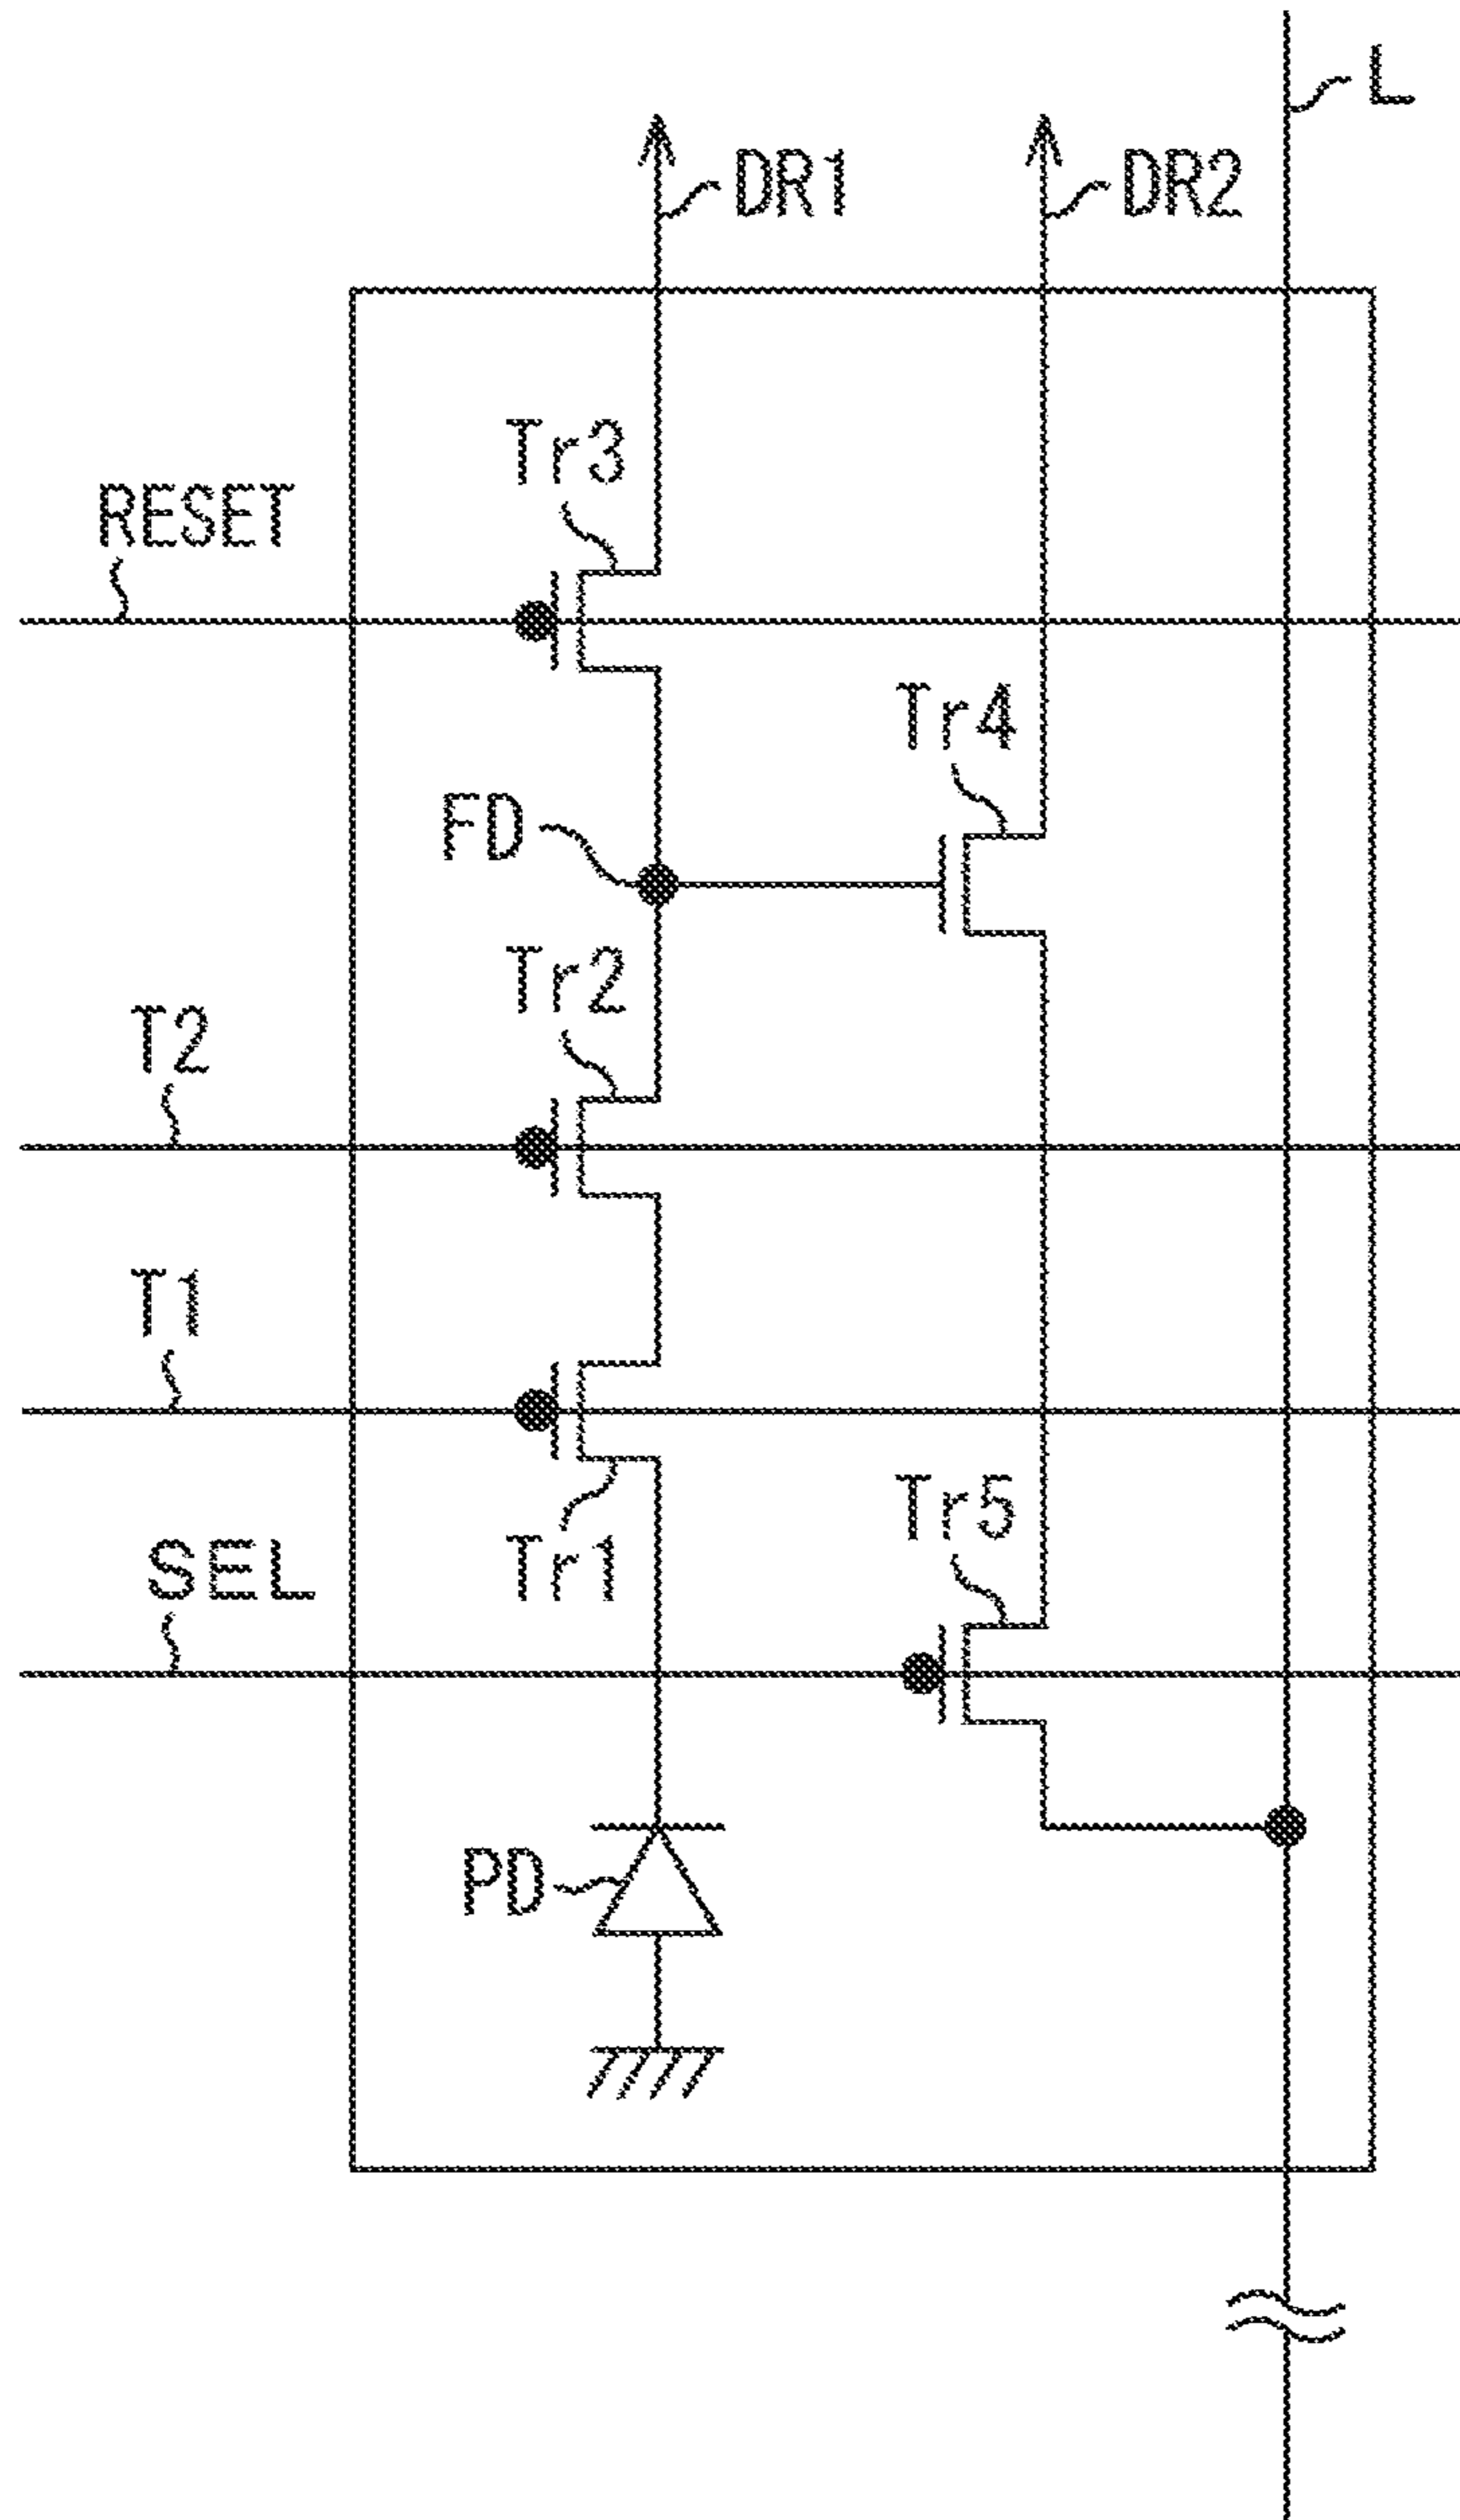 L
DR1
DR2
Tr3
RESET
Tr4
FD
Tr2
T2
T1
Tr5
Tr1
SEL
PD